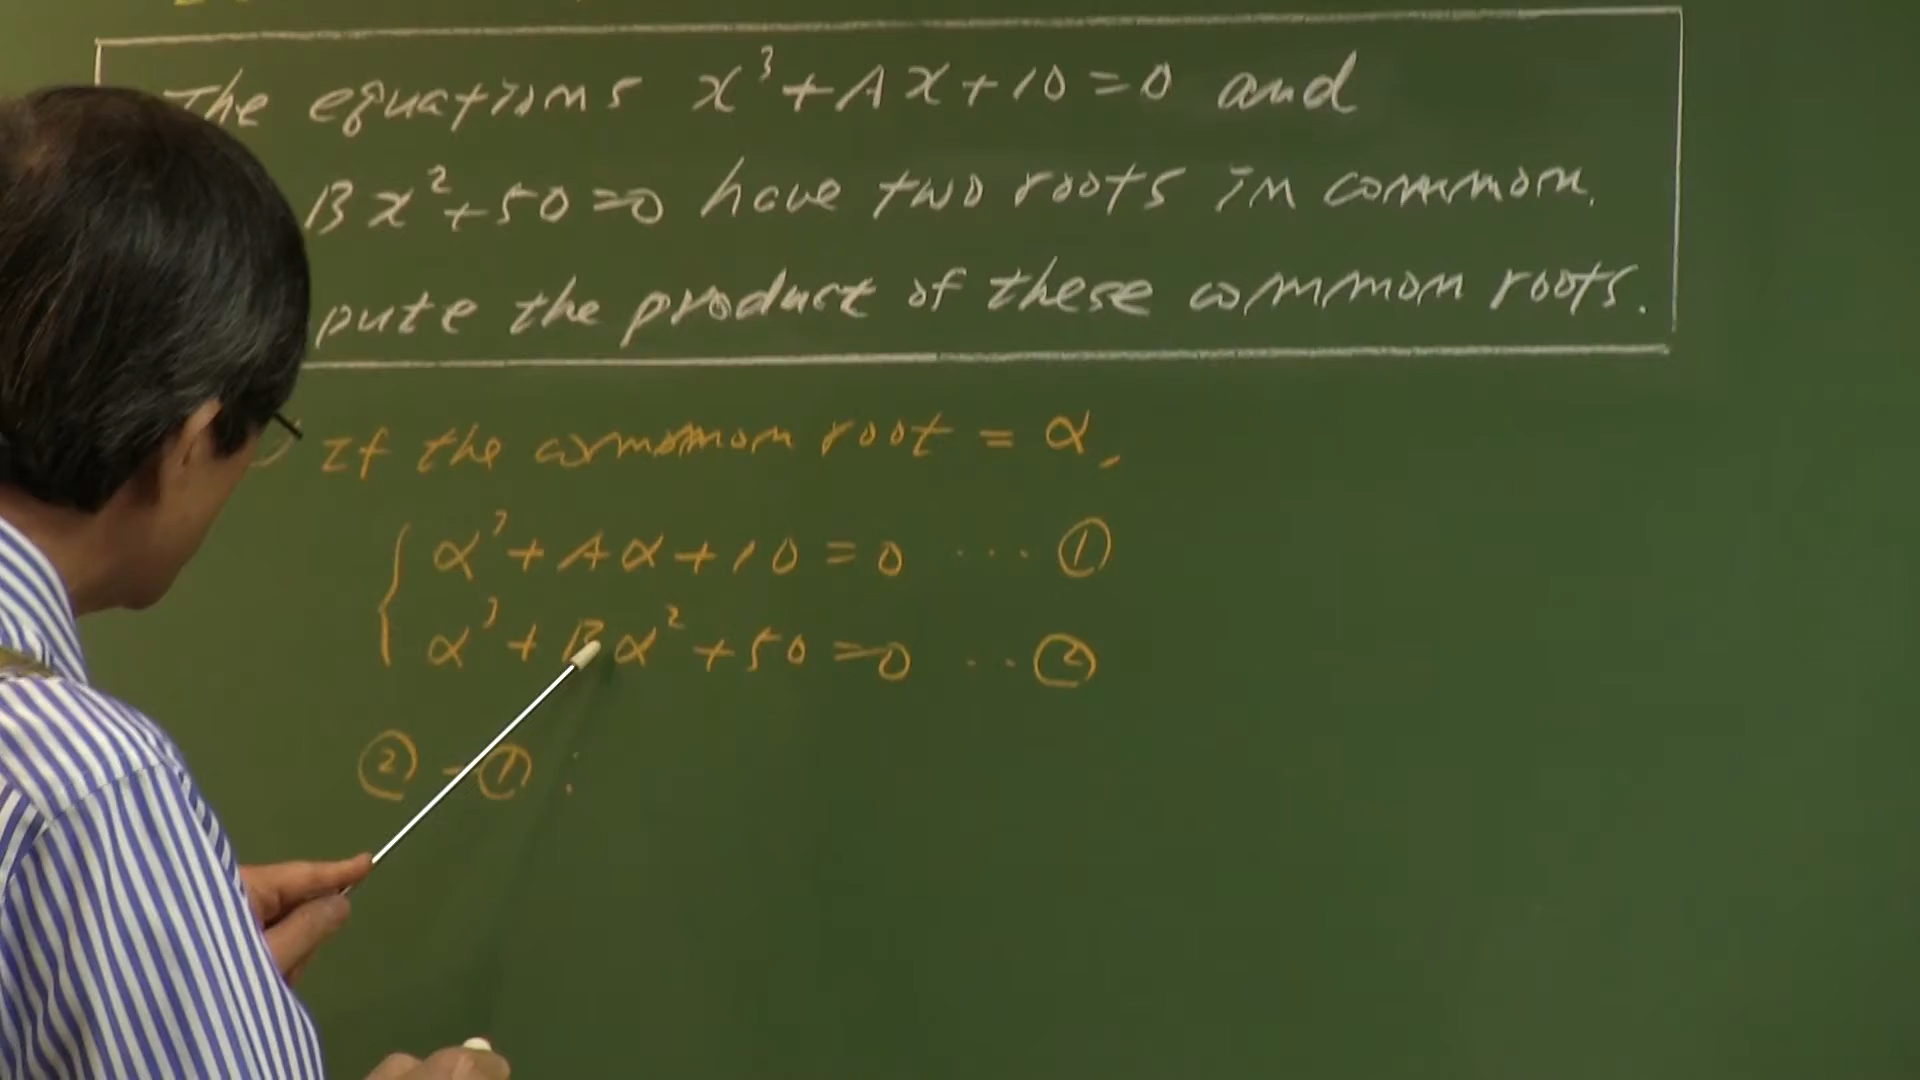 The equations x³+Ax+10=0 and
Bx²+50=0 have two roots in common.
pute the product of these common roots.
) If the common root = α,
α³+Aα+10=0 ... ①
α³+Bα²+50=0 .. ②
②-① :